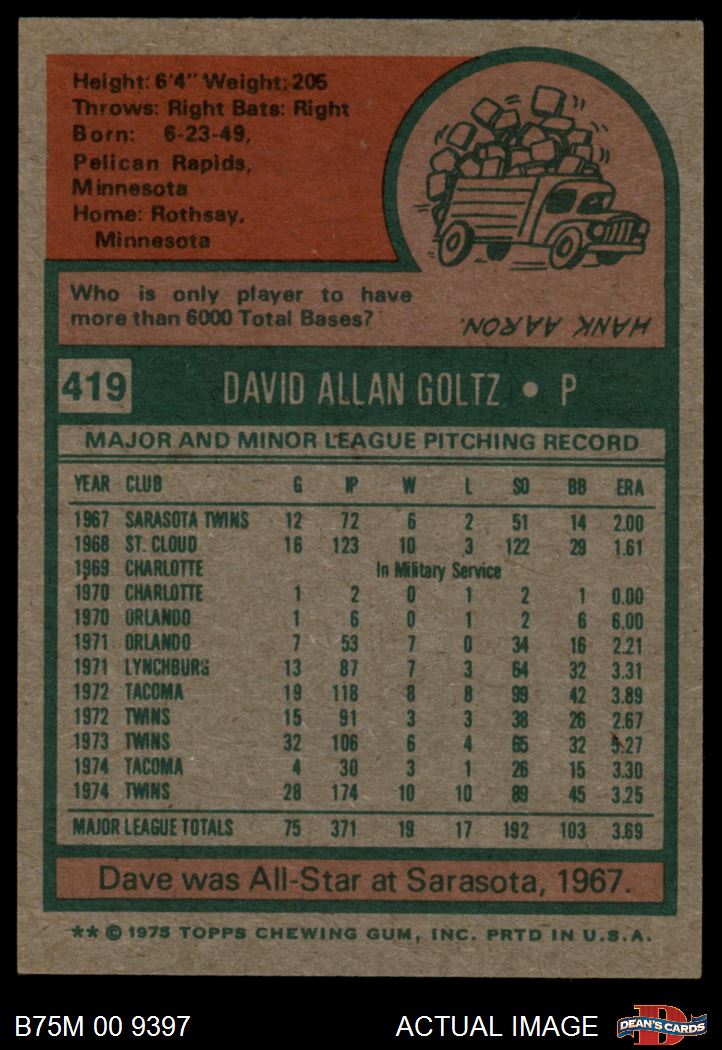 Height: 6'4" Weight: 205
Throws: Right Bats: Right
Born: 6-23-49,
Pelican Rapids,
Minnesota
Home: Rothsay,
Minnesota
Who is only player to have
more than 6000 Total Bases?
HANK AARON.
419 DAVID ALLAN GOLTZ • P
MAJOR AND MINOR LEAGUE PITCHING RECORD
YEAR CLUB G IP W L SO BB ERA
1967 SARASOTA TWINS 12 72 6 2 51 14 2.00
1968 ST. CLOUD 16 123 10 3 122 29 1.61
1969 CHARLOTTE In Military Service
1970 CHARLOTTE 1 2 0 1 2 1 0.00
1970 ORLANDO 1 6 0 1 2 6 6.00
1971 ORLANDO 7 53 7 0 34 16 2.21
1971 LYNCHBURG 13 87 7 3 64 32 3.31
1972 TACOMA 19 118 8 8 99 42 3.89
1972 TWINS 15 91 3 3 38 26 2.67
1973 TWINS 32 106 6 4 65 32 5.27
1974 TACOMA 4 30 3 1 26 15 3.30
1974 TWINS 28 174 10 10 89 45 3.25
MAJOR LEAGUE TOTALS 75 371 19 17 192 103 3.69
Dave was All-Star at Sarasota, 1967.
** © 1975 TOPPS CHEWING GUM, INC. PRTD IN U.S.A.
B75M 00 9397 ACTUAL IMAGE D DEAN'S CARDS